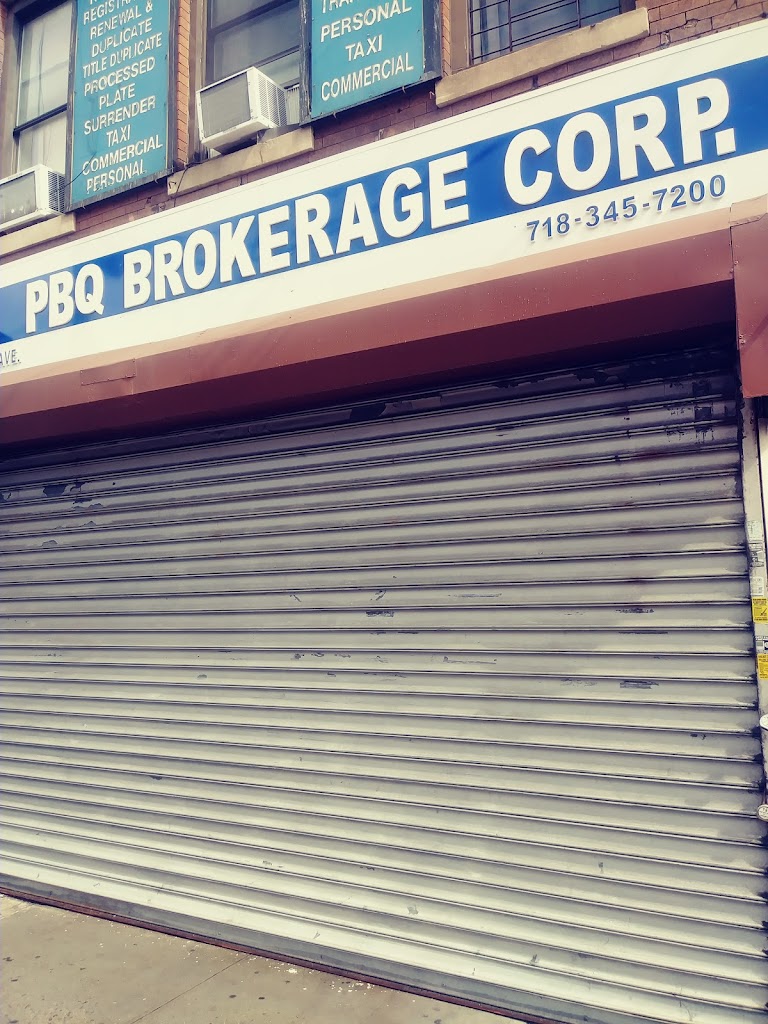 REGISTRATION
RENEWAL &
DUPLICATE
TITLE DUPLICATE
PROCESSED
PLATE
SURRENDER
TAXI
COMMERCIAL
PERSONAL
PERSONAL
TAXI
COMMERCIAL
PBQ BROKERAGE CORP.
718-345-7200
AVE.